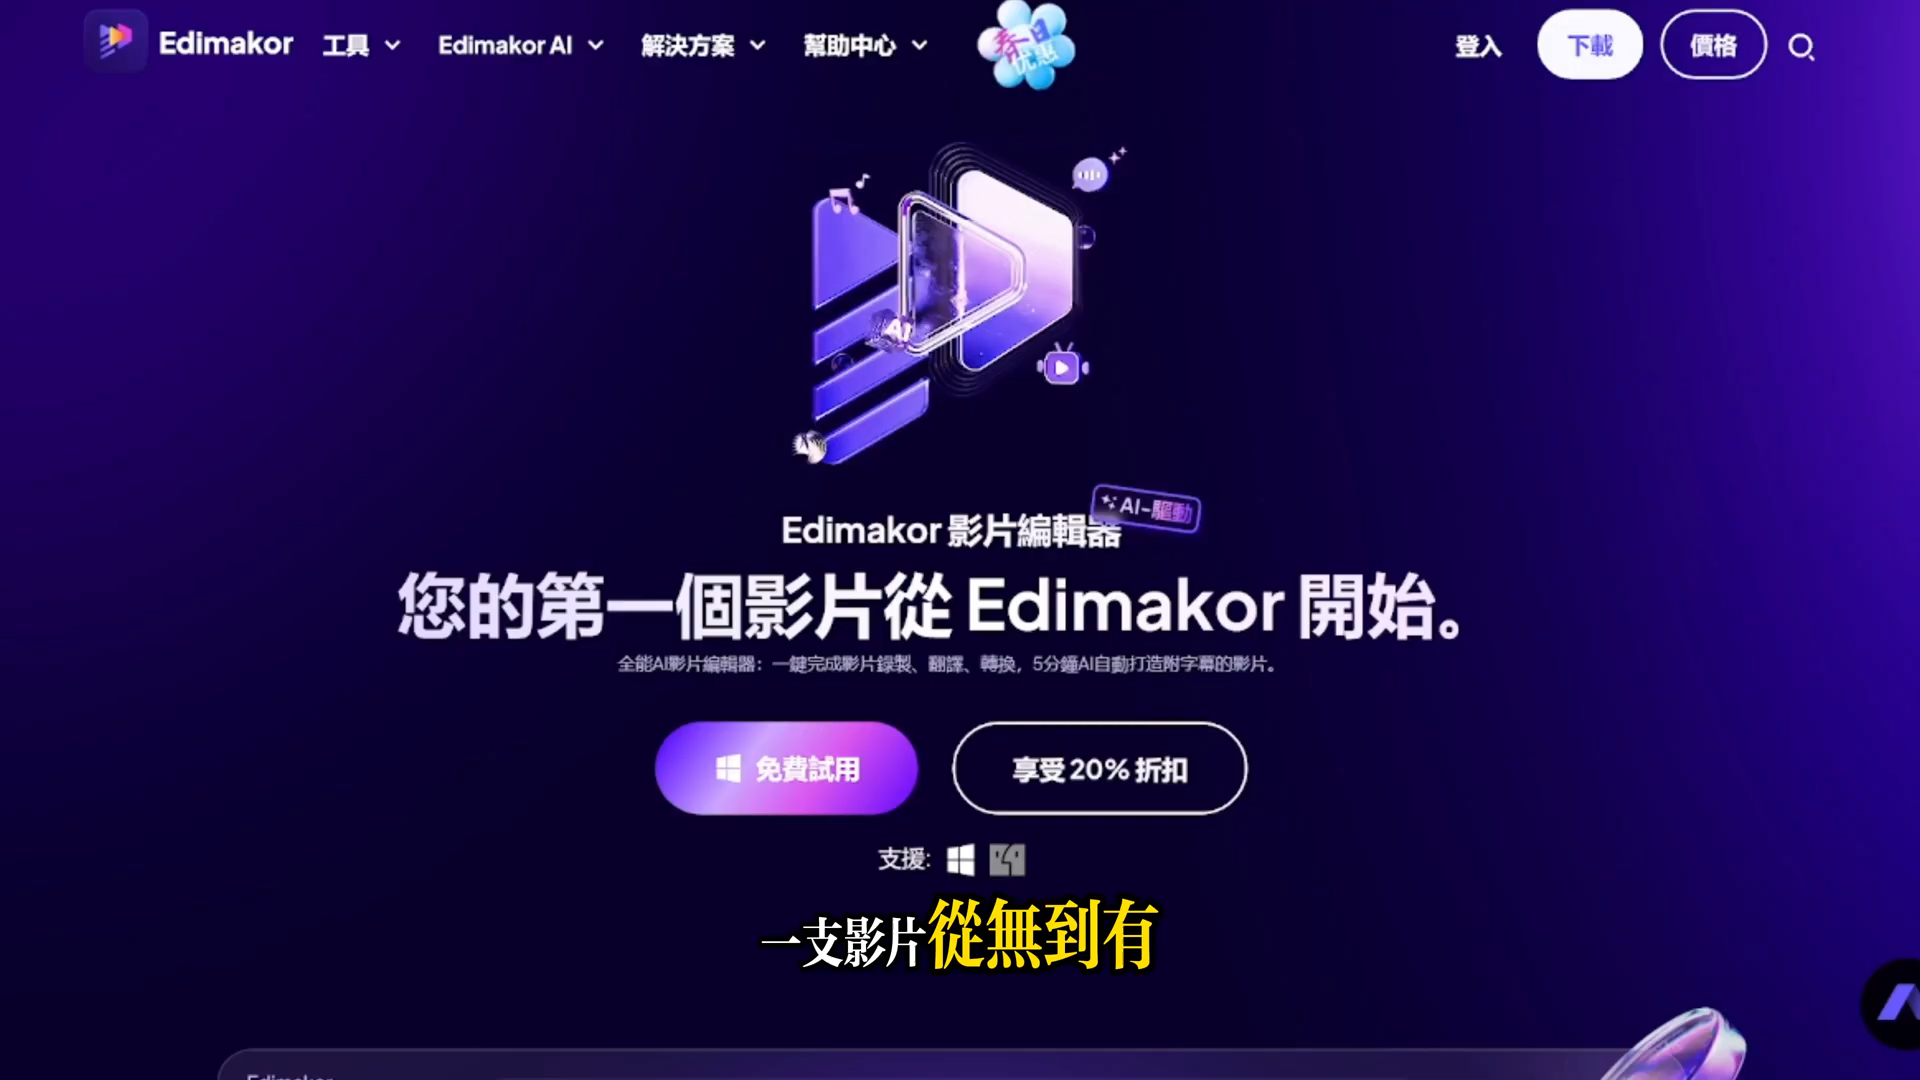 Edimakor 工具 Edimakor AI 解決方案 幫助中心 春日优惠 登入 下載 價格
AI-驅動
Edimakor 影片編輯器
您的第一個影片從 Edimakor 開始。
全能AI影片編輯器：一鍵完成影片錄製、翻譯、轉換，5分鐘AI自動打造附字幕的影片。
免費試用 享受 20% 折扣
支援:
一支影片從無到有
Edimakor